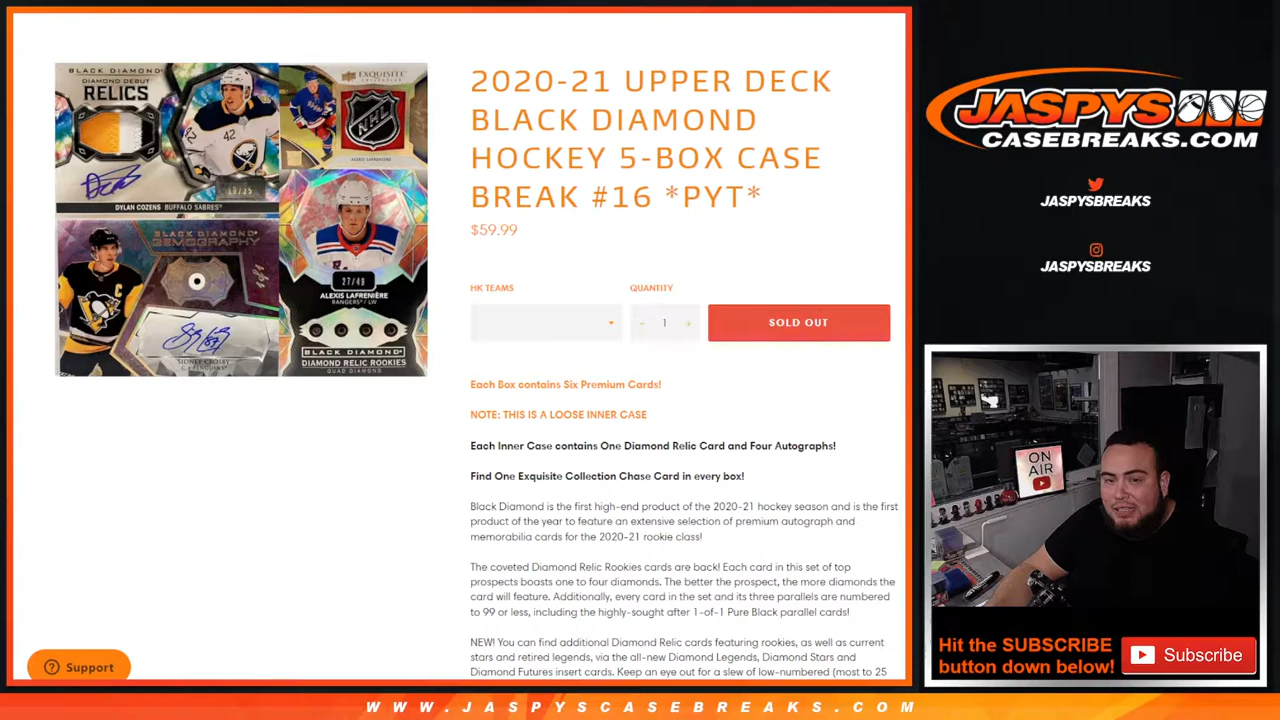 BLACK DIAMOND
DIAMOND DEBUT
RELICS
42
10/25
DYLAN COZENS BUFFALO SABRES
EXQUISITE
COLLECTION
NHL
ALEXIS LAFRENIÈRE
BLACK DIAMOND
GEMOGRAPHY
SIDNEY CROSBY
27/49
ALEXIS LAFRENIÈRE
RANGERS / LW
BLACK DIAMOND
DIAMOND RELIC ROOKIES
QUAD DIAMOND
2020-21 UPPER DECK
BLACK DIAMOND
HOCKEY 5-BOX CASE
BREAK #16 *PYT*
$59.99
HK TEAMS
QUANTITY
− 1 +
SOLD OUT
Each Box contains Six Premium Cards!
NOTE: THIS IS A LOOSE INNER CASE
Each Inner Case contains One Diamond Relic Card and Four Autographs!
Find One Exquisite Collection Chase Card in every box!
Black Diamond is the first high-end product of the 2020-21 hockey season and is the first
product of the year to feature an extensive selection of premium autograph and
memorabilia cards for the 2020-21 rookie class!
The coveted Diamond Relic Rookies cards are back! Each card in this set of top
prospects boasts one to four diamonds. The better the prospect, the more diamonds the
card will feature. Additionally, every card in the set and its three parallels are numbered
to 99 or less, including the highly-sought after 1-of-1 Pure Black parallel cards!
NEW! You can find additional Diamond Relic cards featuring rookies, as well as current
stars and retired legends, via the all-new Diamond Legends, Diamond Stars and
Diamond Futures insert cards. Keep an eye out for a slew of low-numbered (most to 25
? Support
JASPYS
CASEBREAKS.COM
JASPYSBREAKS
JASPYSBREAKS
ON
AIR
Hit the SUBSCRIBE
button down below!
Subscribe
WWW.JASPYSCASEBREAKS.COM